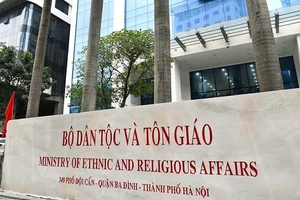 BỘ DÂN TỘC VÀ TÔN GIÁO
MINISTRY OF ETHNIC AND RELIGIOUS AFFAIRS
349 PHỐ ĐỘI CẤN - QUẬN BA ĐÌNH - THÀNH PHỐ HÀ NỘI